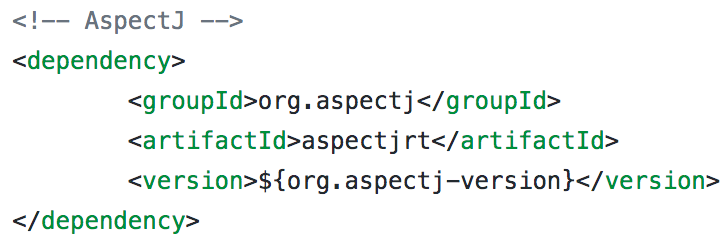 <!-- AspectJ -->
<dependency>
        <groupId>org.aspectj</groupId>
        <artifactId>aspectjrt</artifactId>
        <version>${org.aspectj-version}</version>
</dependency>